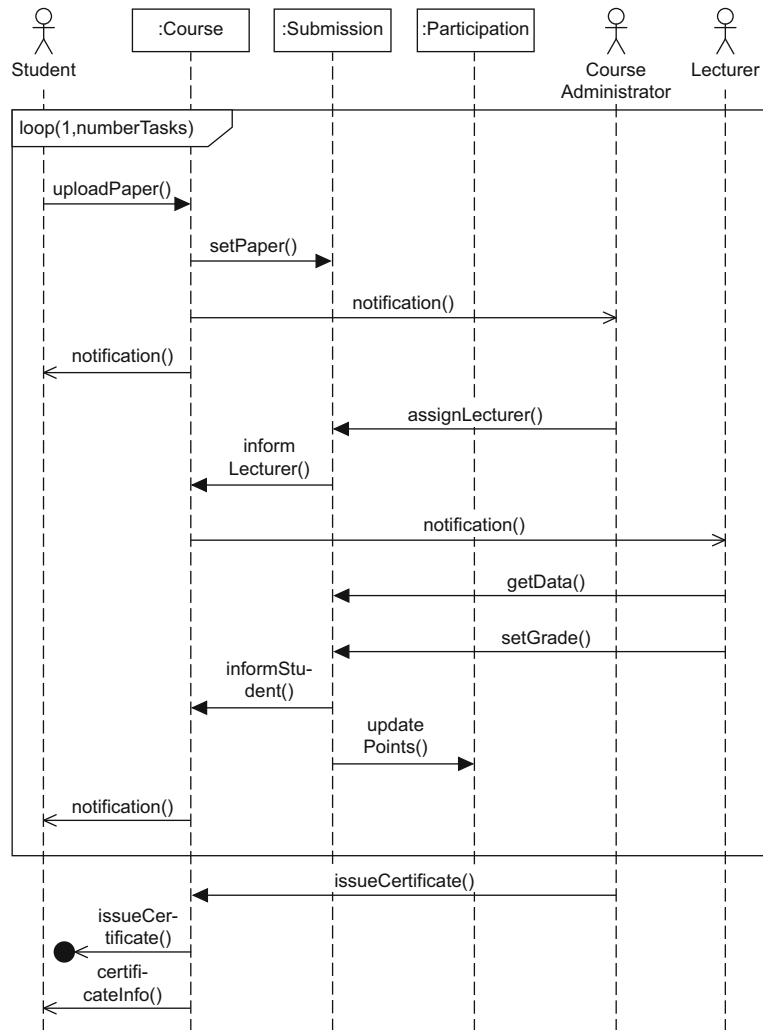 :Course
:Submission
:Participation
Student
Course
Administrator
Lecturer
loop(1,numberTasks)
uploadPaper()
setPaper()
notification()
notification()
assignLecturer()
inform
Lecturer()
notification()
getData()
setGrade()
informStu-
dent()
update
Points()
notification()
issueCertificate()
issueCer-
tificate()
certifi-
cateInfo()